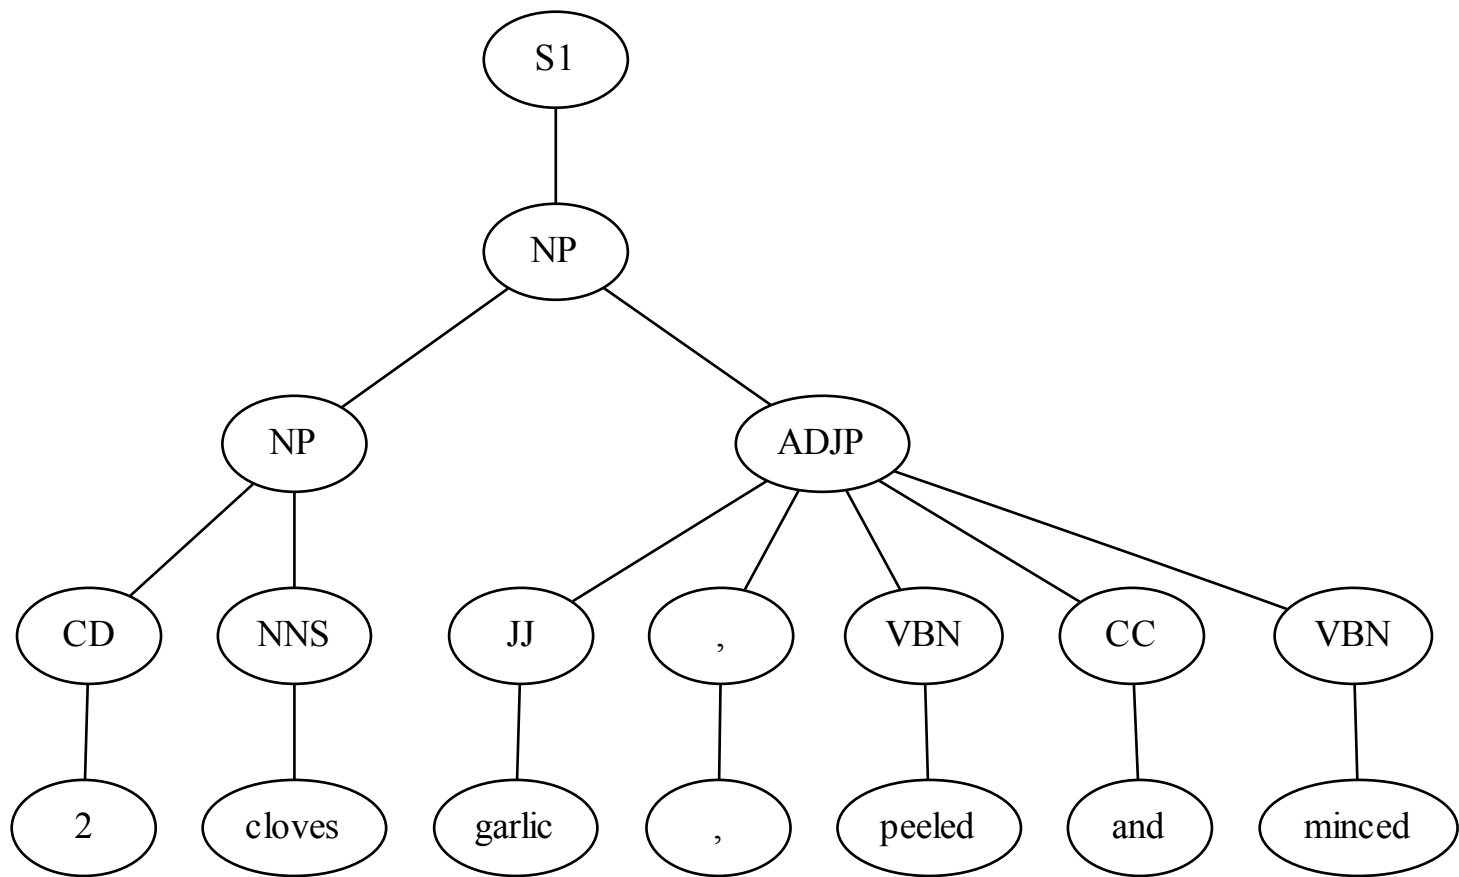 S1
NP
NP ADJP
CD NNS JJ , VBN CC VBN
2 cloves garlic , peeled and minced